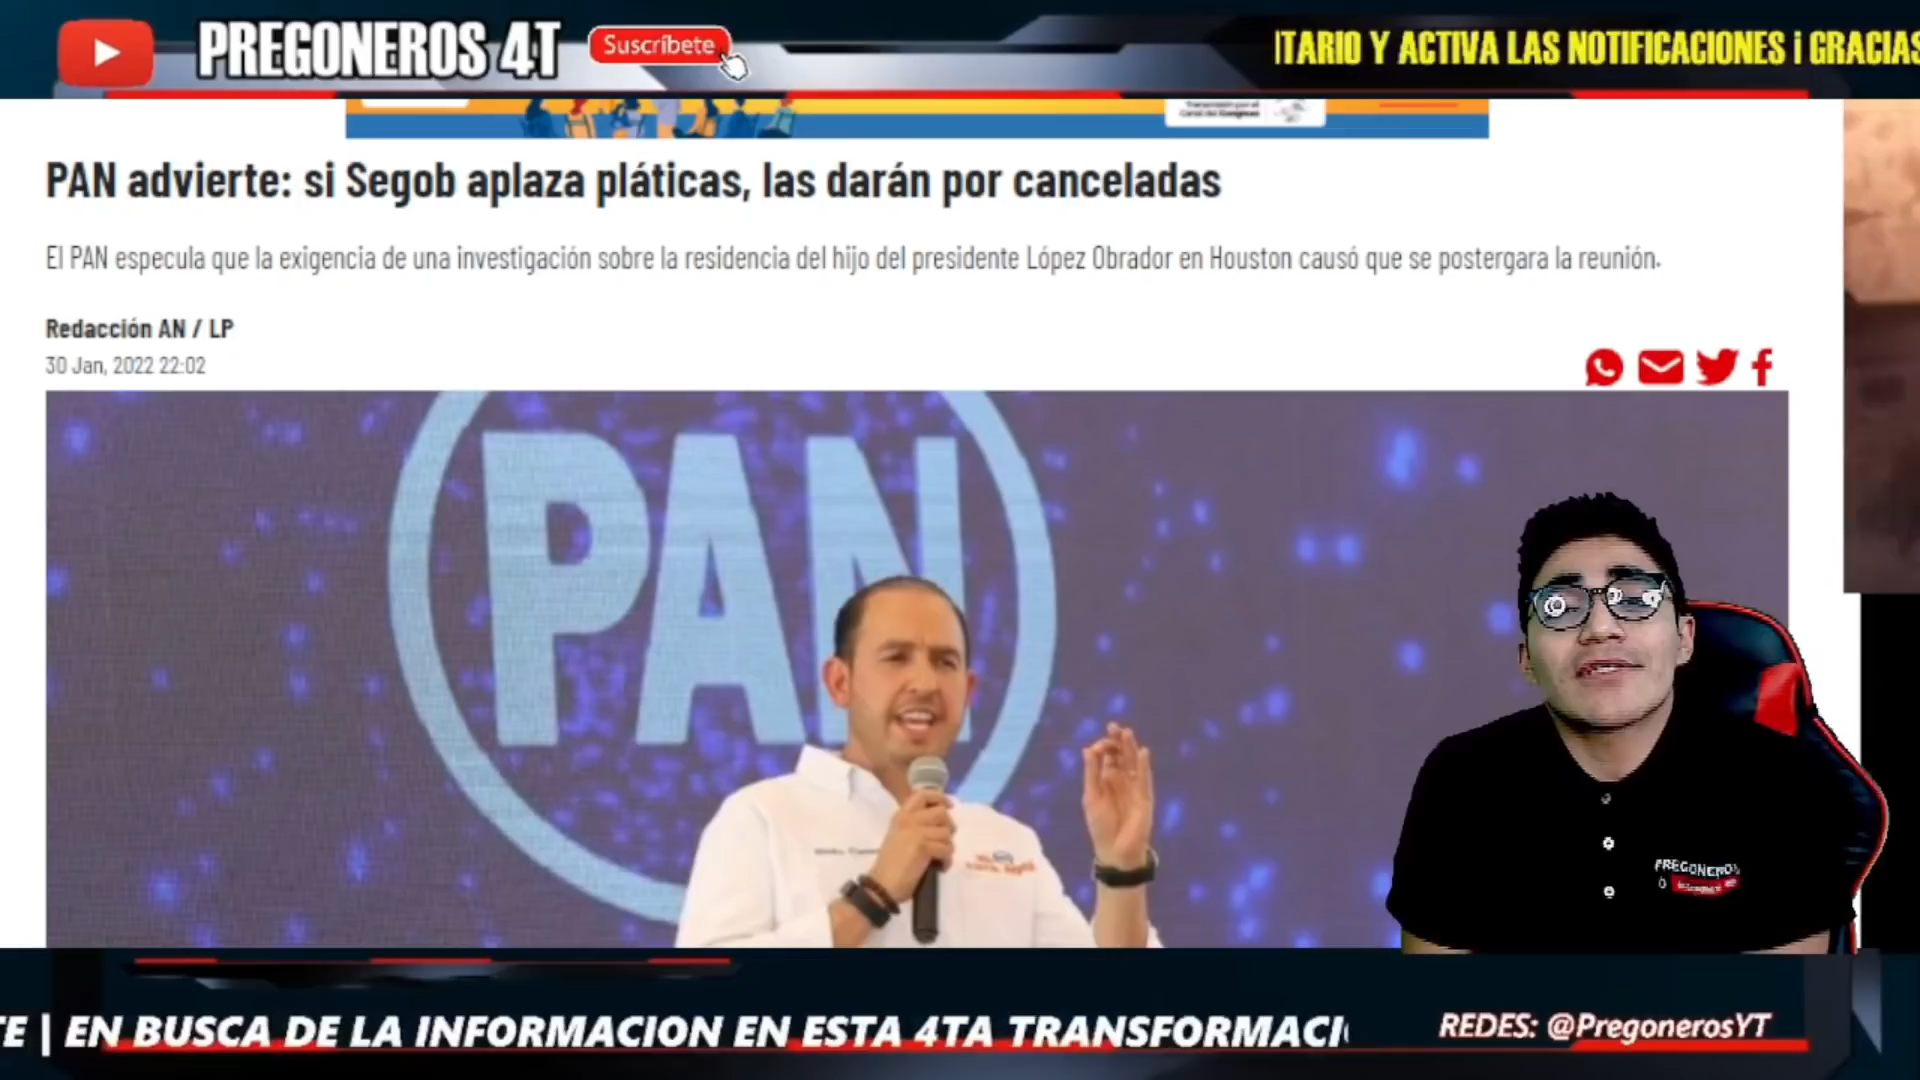 PREGONEROS 4T
Suscríbete
ITARIO Y ACTIVA LAS NOTIFICACIONES ¡ GRACIAS
PAN advierte: si Segob aplaza pláticas, las darán por canceladas
El PAN especula que la exigencia de una investigación sobre la residencia del hijo del presidente López Obrador en Houston causó que se postergara la reunión.
Redacción AN / LP
30 Jan, 2022 22:02
PAN
PREGONEROS
TE | EN BUSCA DE LA INFORMACION EN ESTA 4TA TRANSFORMACI
REDES: @PregonerosYT